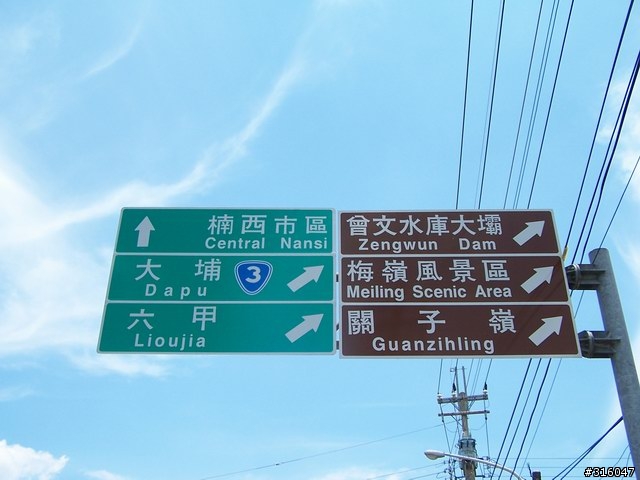 楠西市區
Central Nansi
大埔 3
Dapu
六甲
Lioujia
曾文水庫大壩
Zengwun Dam
梅嶺風景區
Meiling Scenic Area
關子嶺
Guanzihling
#316047